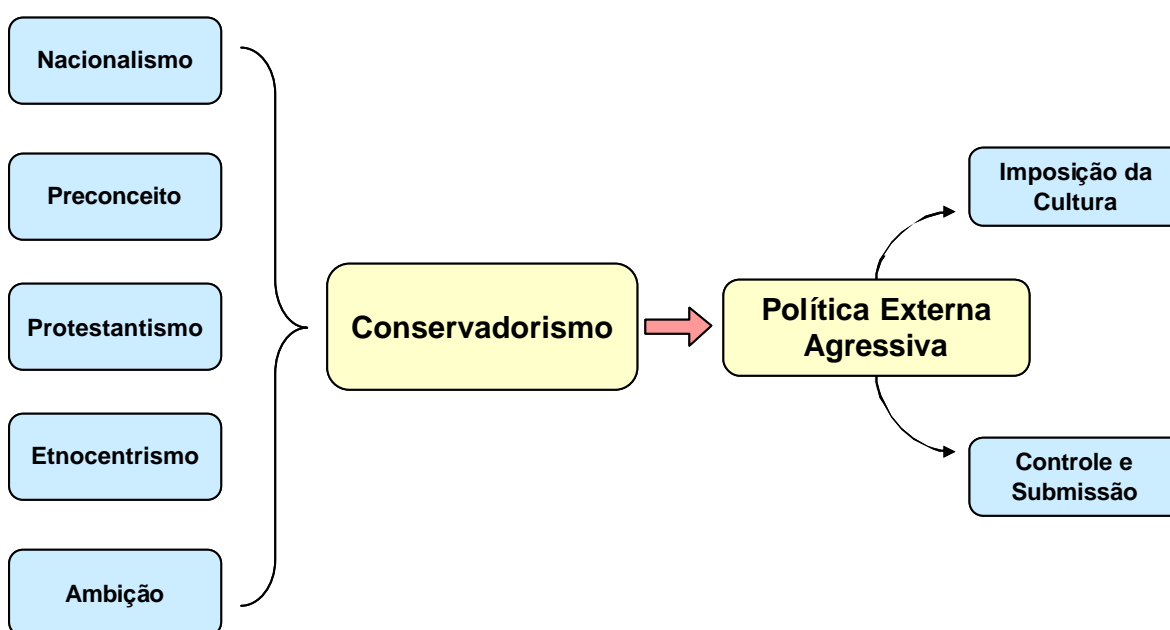 Nacionalismo
Preconceito
Protestantismo
Etnocentrismo
Ambição
Conservadorismo
Política Externa
Agressiva
Imposição da
Cultura
Controle e
Submissão